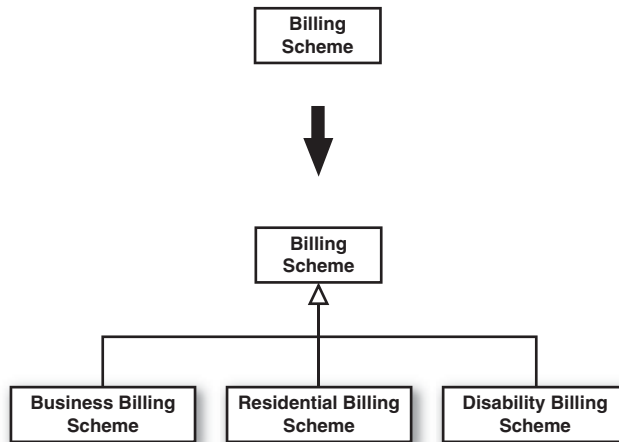 Billing
Scheme
Billing
Scheme
Business Billing
Scheme
Residential Billing
Scheme
Disability Billing
Scheme